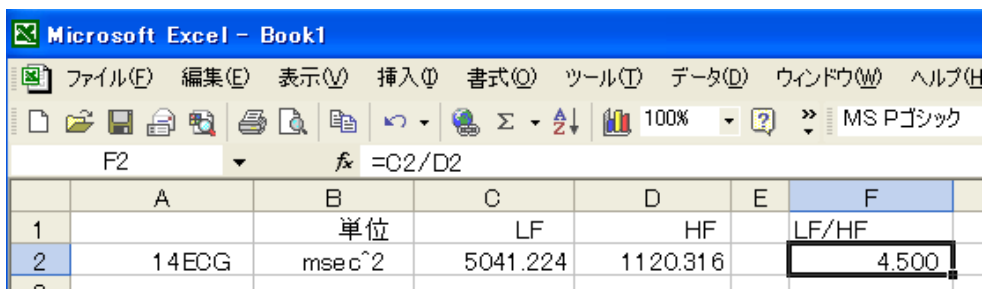 Microsoft Excel - Book1
ファイル(F) 編集(E) 表示(V) 挿入(I) 書式(O) ツール(T) データ(D) ウィンドウ(W) ヘルプ(H
100% MS Pゴシック
F2 fx =C2/D2
A B C D E F
1 単位 LF HF LF/HF
2 14ECG msec^2 5041.224 1120.316 4.500